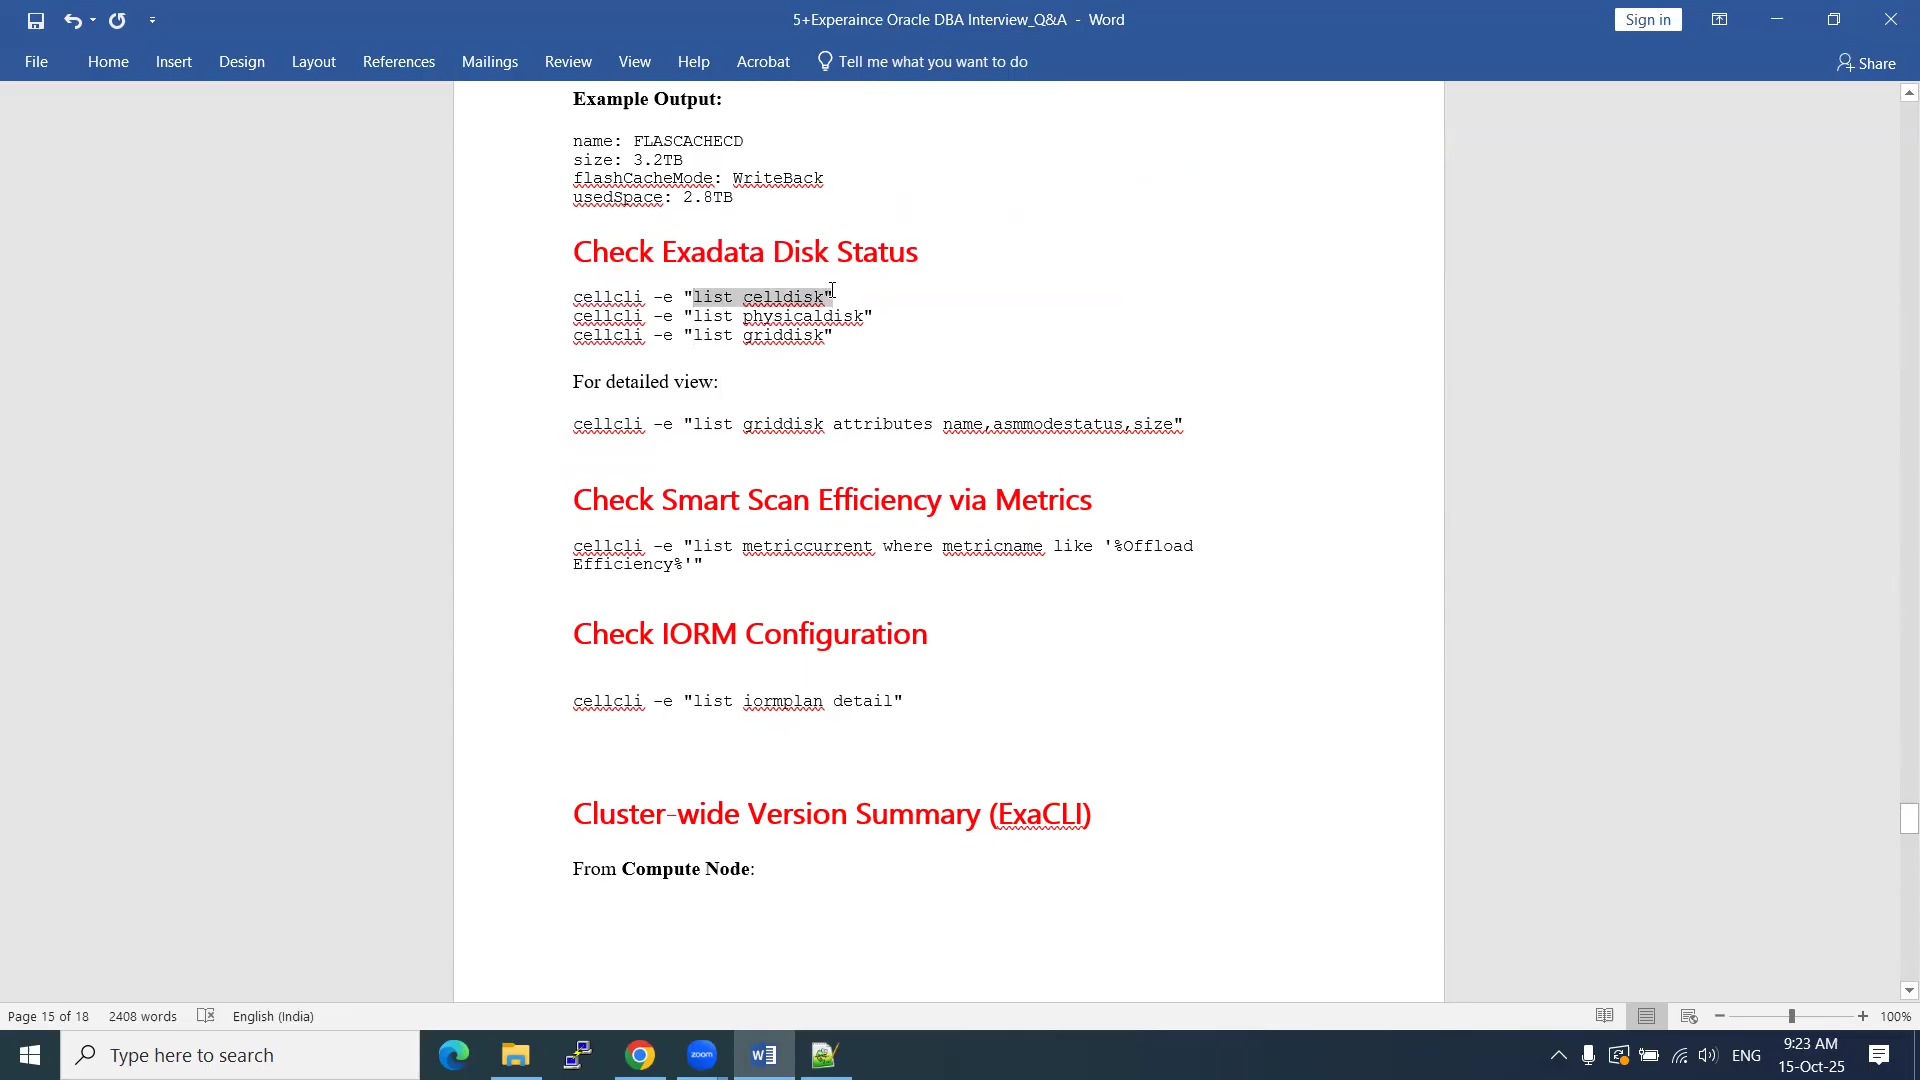 5+Experaince Oracle DBA Interview_Q&A - Word
Sign in
File Home Insert Design Layout References Mailings Review View Help Acrobat Tell me what you want to do
Share
Example Output:
name: FLASCACHECD
size: 3.2TB
flashCacheMode: WriteBack
usedSpace: 2.8TB
Check Exadata Disk Status
cellcli -e "list celldisk"
cellcli -e "list physicaldisk"
cellcli -e "list griddisk"
For detailed view:
cellcli -e "list griddisk attributes name,asmmodestatus,size"
Check Smart Scan Efficiency via Metrics
cellcli -e "list metriccurrent where metricname like '%Offload
Efficiency%'"
Check IORM Configuration
cellcli -e "list iormplan detail"
Cluster-wide Version Summary (ExaCLI)
From Compute Node:
Page 15 of 18 2408 words English (India) 100%
Type here to search
zoom
ENG
9:23 AM
15-Oct-25